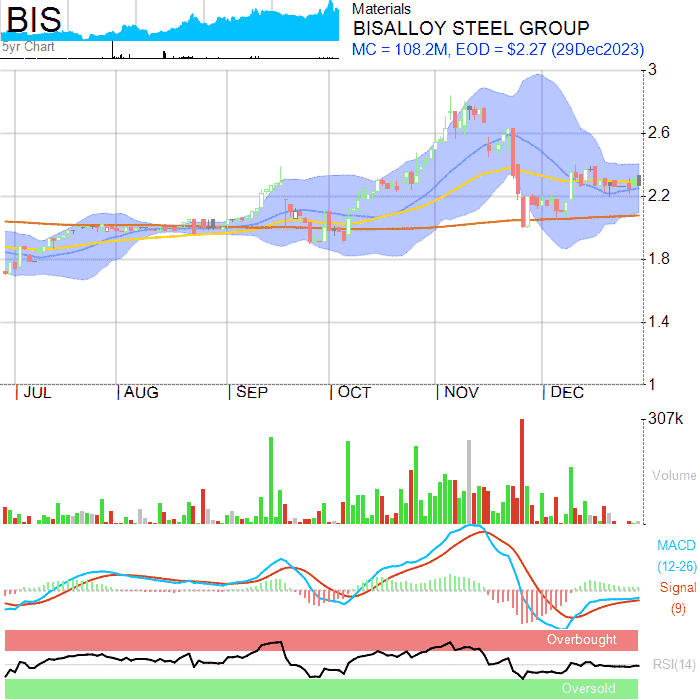 BIS
5yr Chart
Materials
BISALLOY STEEL GROUP
MC = 108.2M, EOD = $2.27 (29Dec2023)
3
2.6
2.2
1.8
1.4
1
JUL AUG SEP OCT NOV DEC
307k
Volume
MACD
(12-26)
Signal
(9)
Overbought
RSI(14)
Oversold